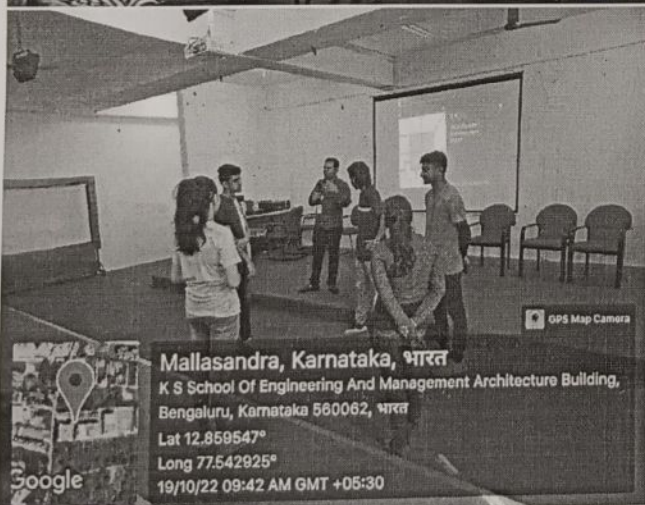 GPS Map Camera
Mallasandra, Karnataka, भारत
K S School Of Engineering And Management Architecture Building,
Bengaluru, Karnataka 560062, भारत
Lat 12.859547°
Long 77.542925°
19/10/22 09:42 AM GMT +05:30
Google